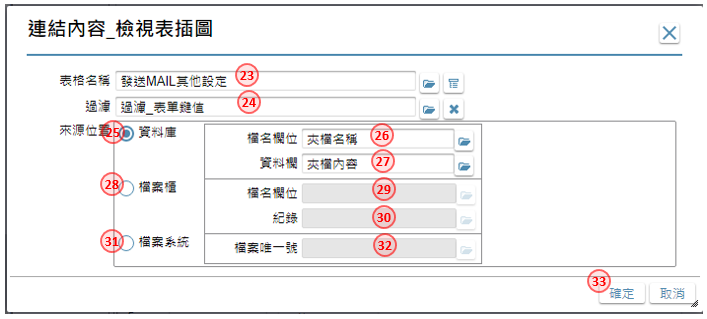 連結內容_檢視表插圖
表格名稱 發送MAIL其他設定 23
過濾 過濾_表單鍵值 24
來源位置 25 資料庫
檔名欄位 夾檔名稱 26
資料欄 夾檔內容 27
28 檔案櫃
檔名欄位 29
紀錄 30
31 檔案系統
檔案唯一號 32
33
確定 取消